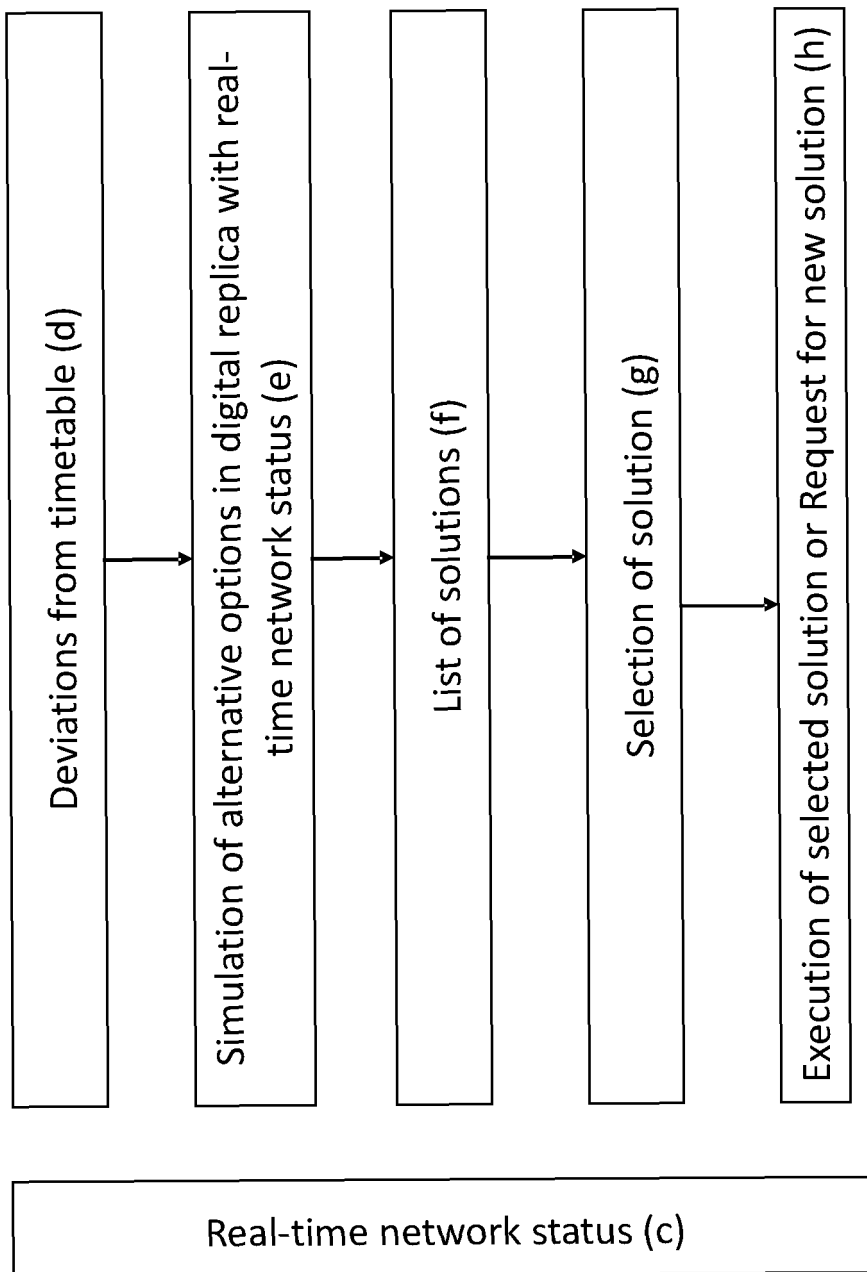 Deviations from timetable (d)
Simulation of alternative options in digital replica with real-
time network status (e)
List of solutions (f)
Selection of solution (g)
Execution of selected solution or Request for new solution (h)
Real-time network status (c)